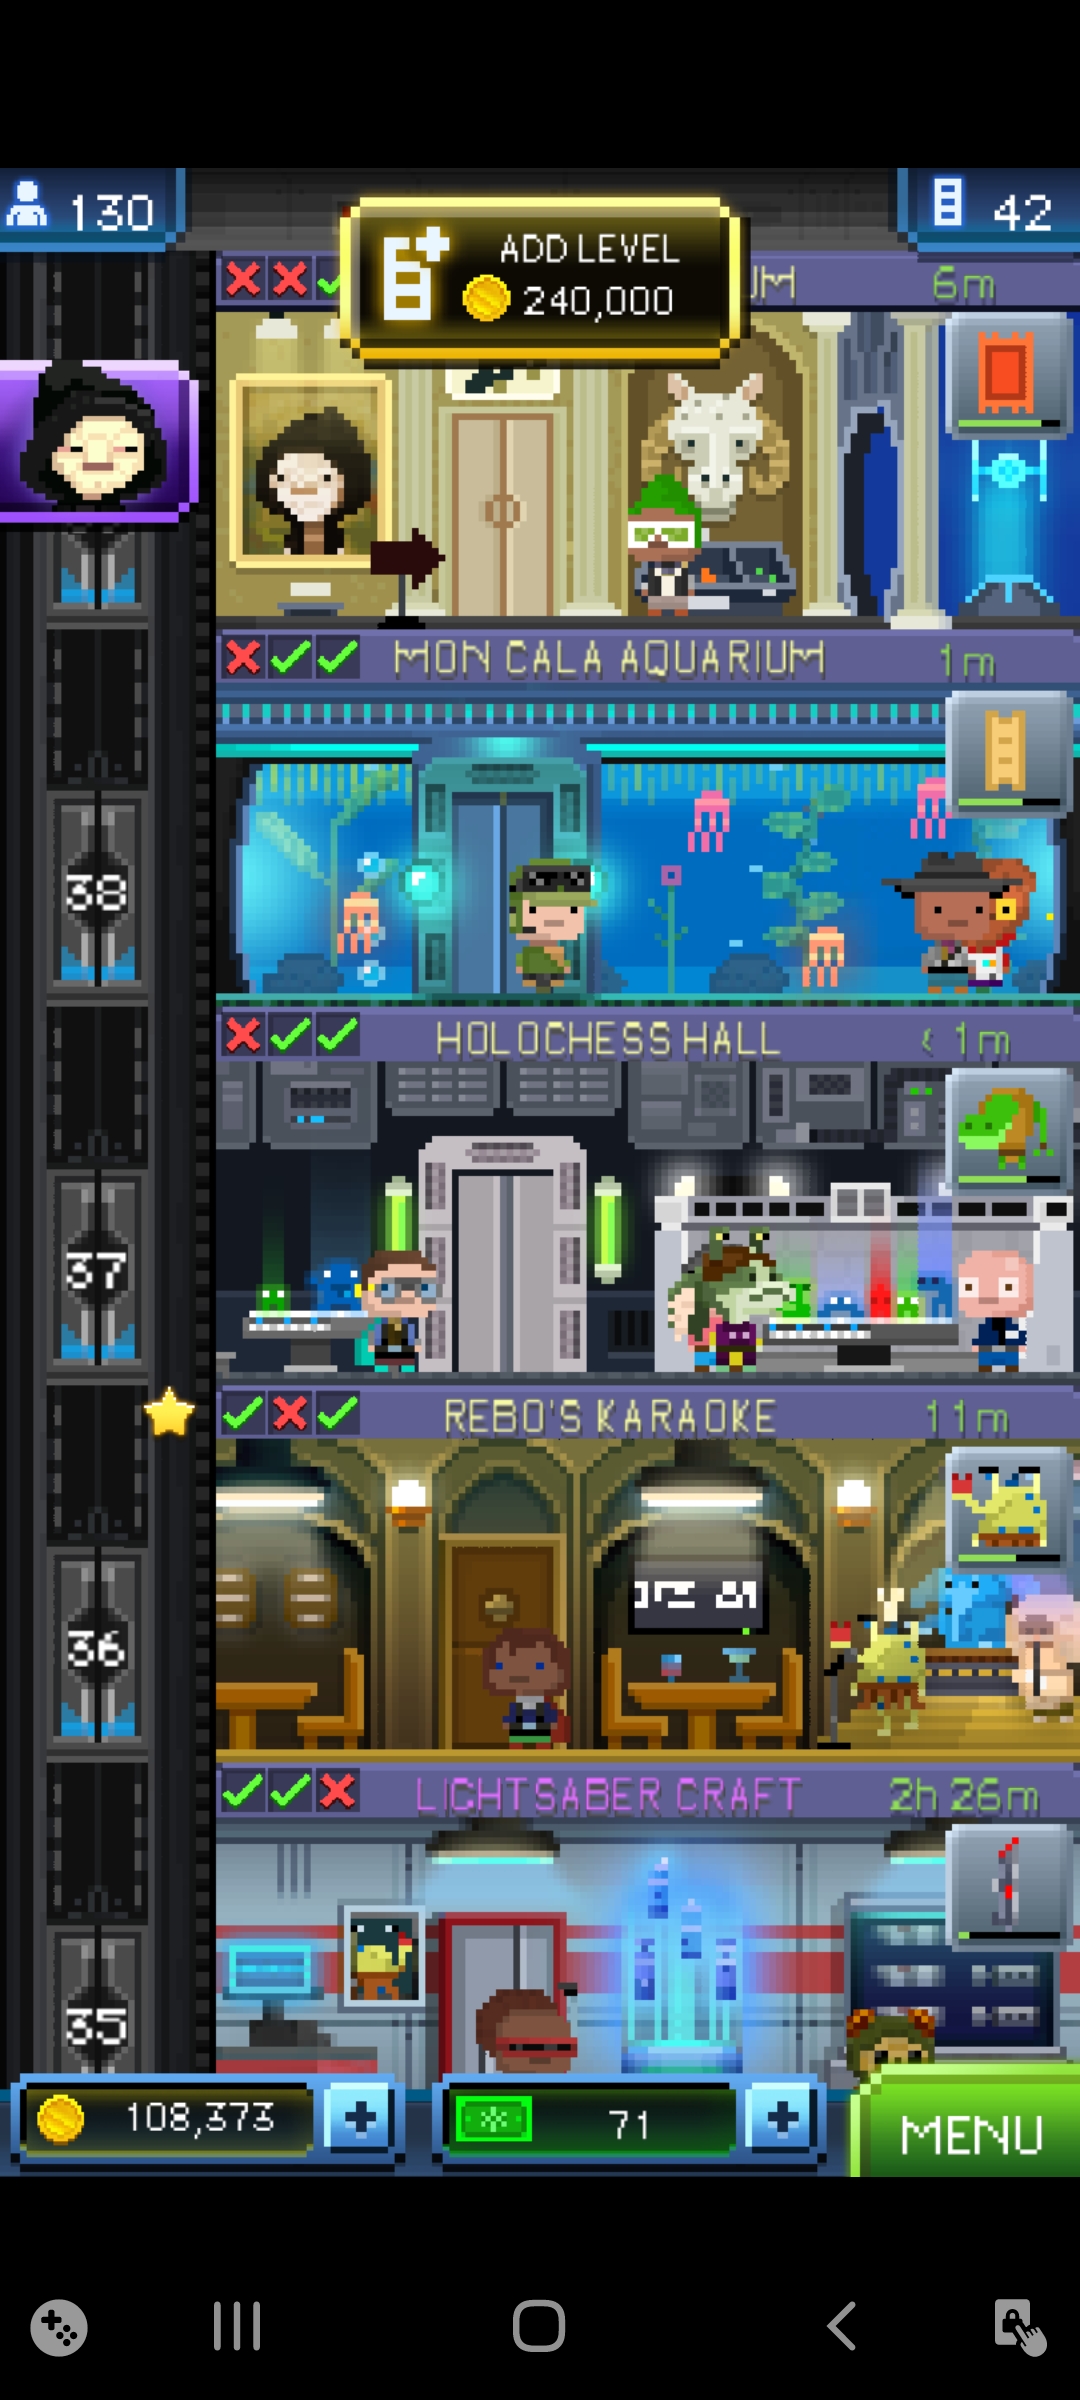 130
42
ADD LEVEL
240,000
UM
6m
MON CALA AQUARIUM
1m
38
HOLOCHESS HALL
< 1m
37
REBO'S KARAOKE
11m
36
LIGHTSABER CRAFT
2h 26m
35
108,373
71
MENU